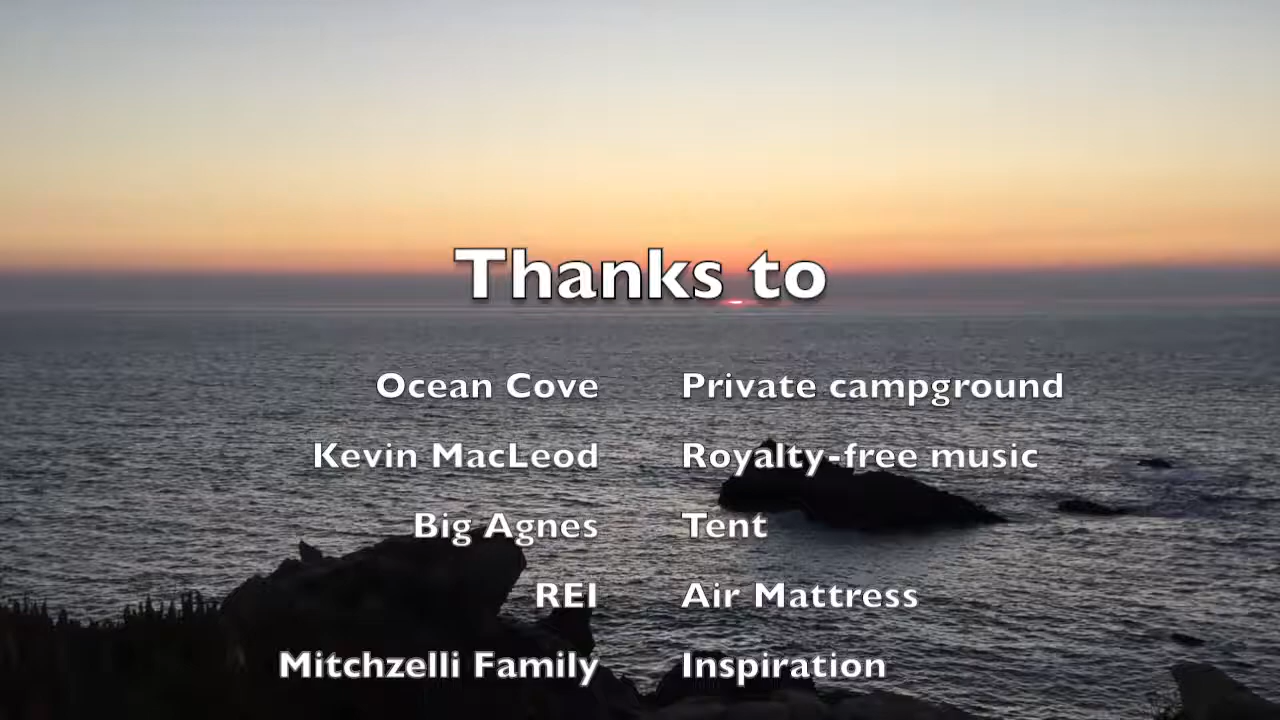 Thanks to
Ocean Cove Private campground
Kevin MacLeod Royalty-free music
Big Agnes Tent
REI Air Mattress
Mitchzelli Family Inspiration